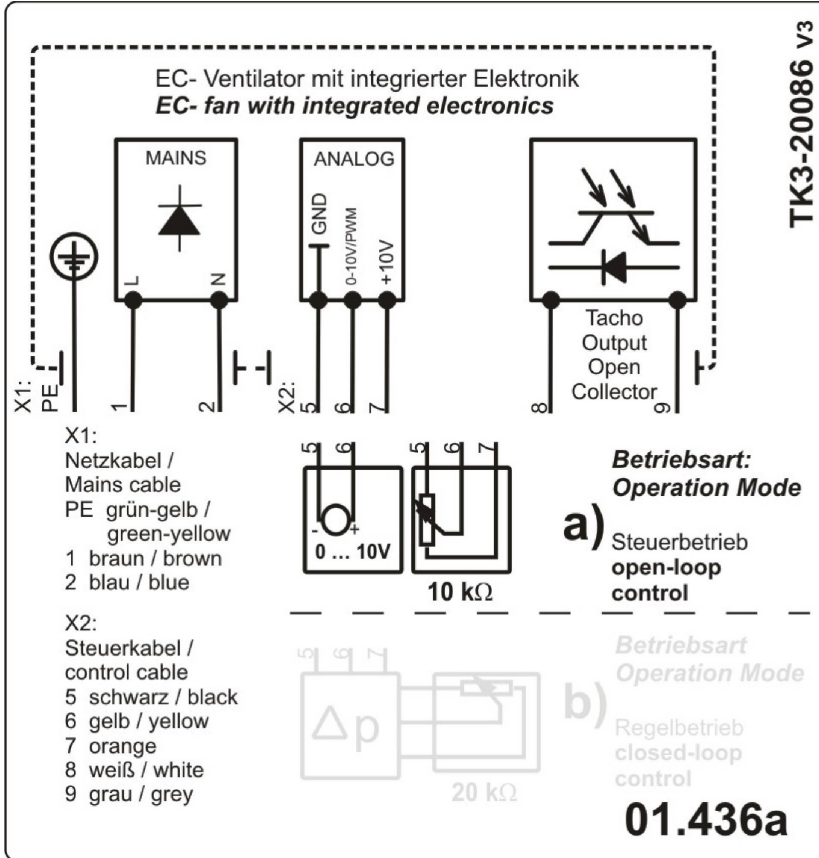 TK3-20086 V3
EC- Ventilator mit integrierter Elektronik
EC- fan with integrated electronics
MAINS
L
N
ANALOG
GND
0-10V/PWM
+10V
Tacho
Output
Open
Collector
X1:
PE
1
2
X2:
5
6
7
8
9
X1:
Netzkabel /
Mains cable
PE grün-gelb /
green-yellow
1 braun / brown
2 blau / blue
X2:
Steuerkabel /
control cable
5 schwarz / black
6 gelb / yellow
7 orange
8 weiß / white
9 grau / grey
5
6
- +
0 ... 10V
5
6
7
10 kΩ
Betriebsart:
Operation Mode
a)
Steuerbetrieb
open-loop
control
5
6
7
Δp
20 kΩ
Betriebsart
Operation Mode
b)
Regelbetrieb
closed-loop
control
01.436a